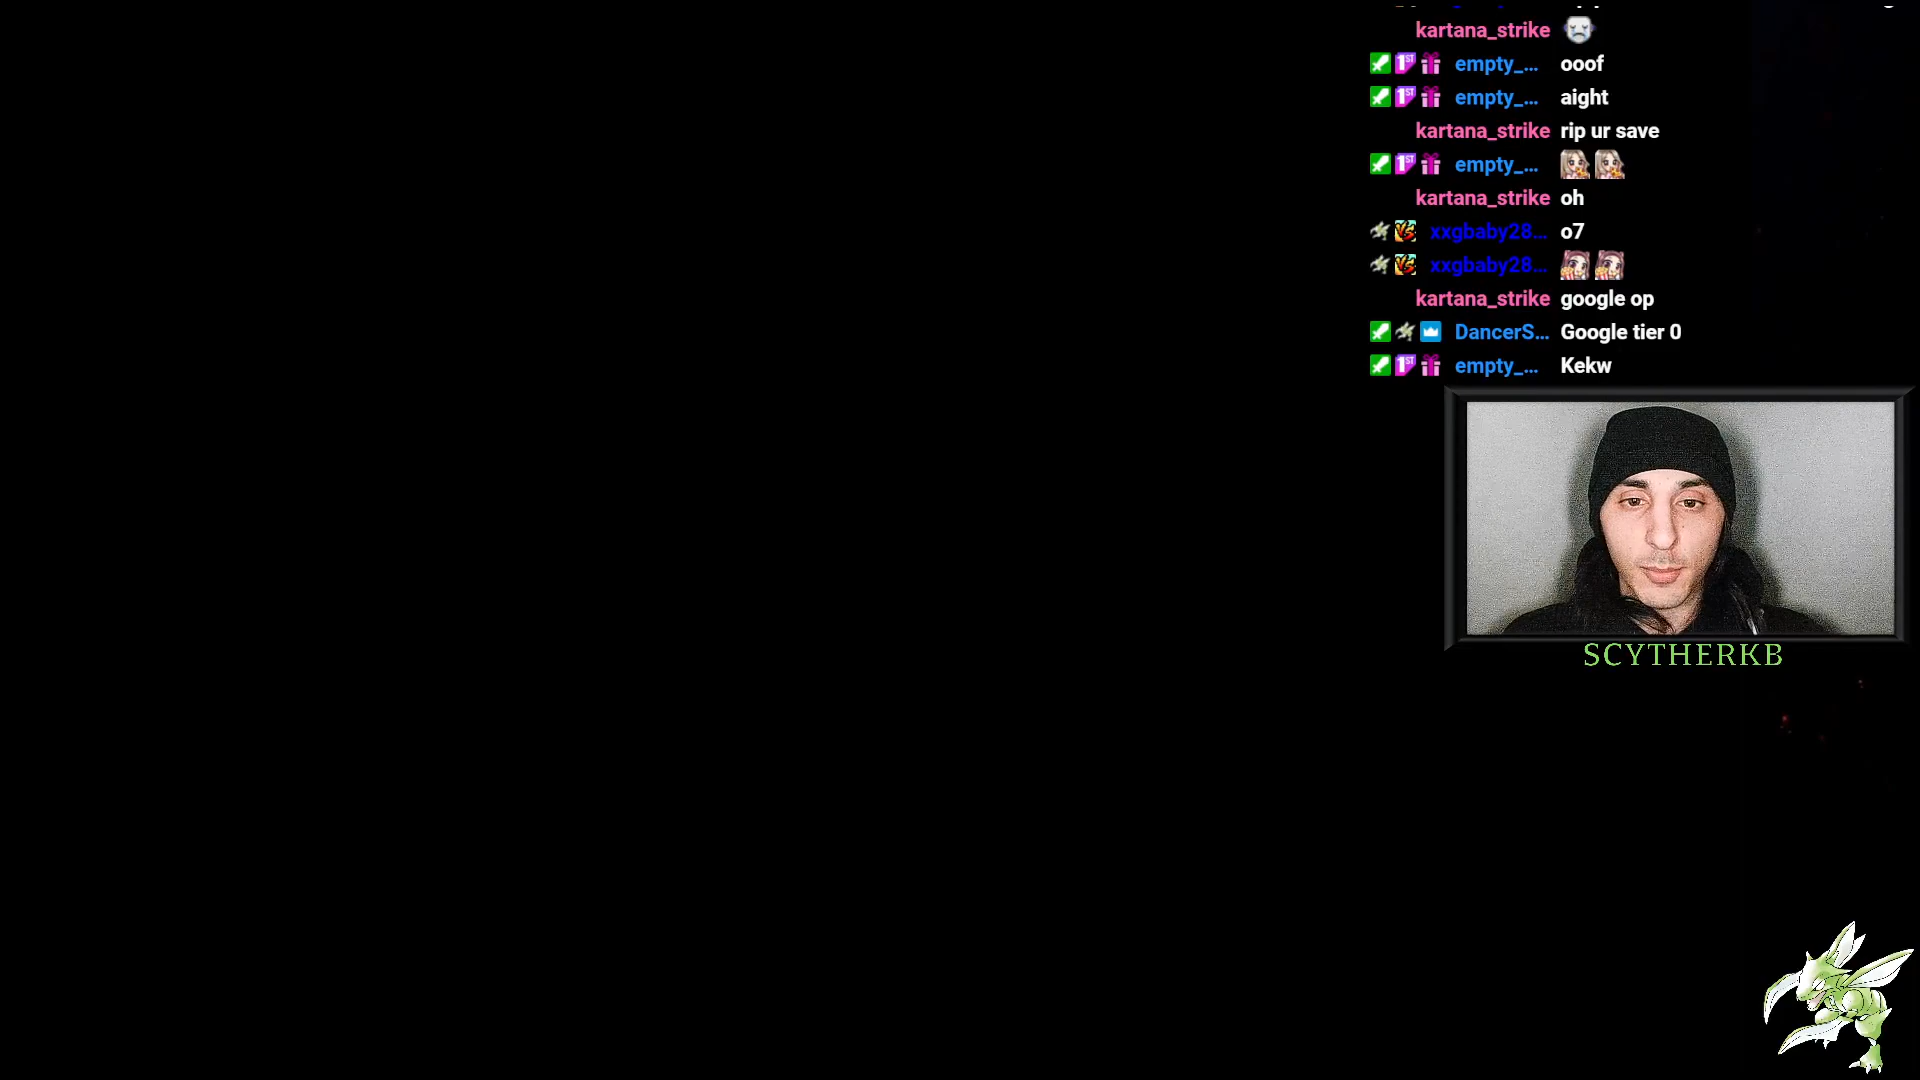 kartana_strike
empty_... ooof
empty_... aight
kartana_strike rip ur save
empty_...
kartana_strike oh
xxgbaby28... o7
xxgbaby28...
kartana_strike google op
DancerS... Google tier 0
empty_... Kekw
SCYTHERKB